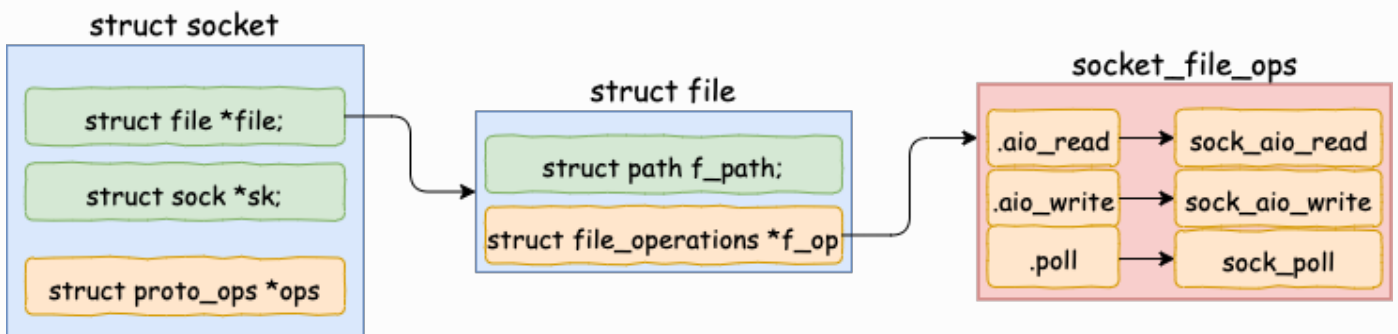 struct socket
struct file *file;
struct sock *sk;
struct proto_ops *ops
struct file
struct path f_path;
struct file_operations *f_op
socket_file_ops
.aio_read
sock_aio_read
.aio_write
sock_aio_write
.poll
sock_poll